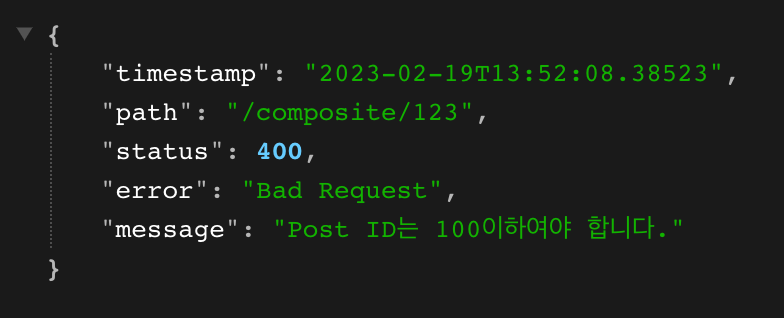 {
"timestamp": "2023-02-19T13:52:08.38523",
"path": "/composite/123",
"status": 400,
"error": "Bad Request",
"message": "Post ID는 100이하여야 합니다."
}